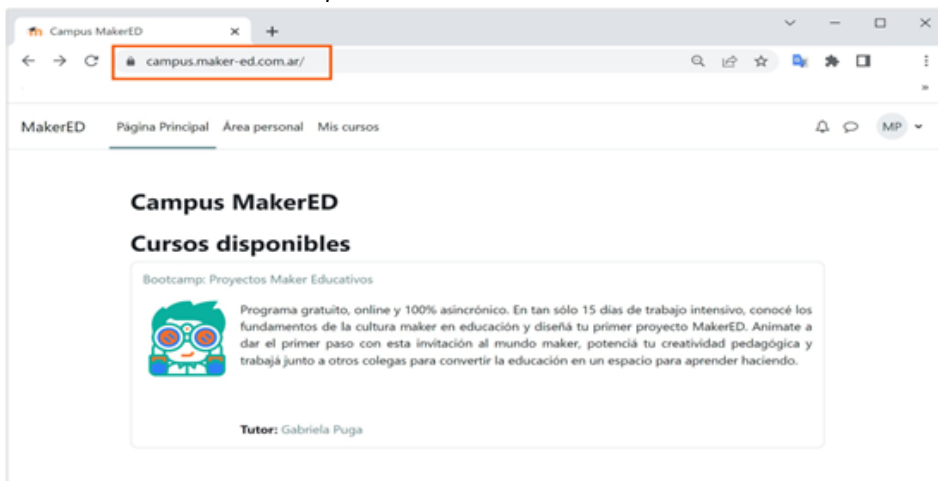 Campus MakerED
campus.maker-ed.com.ar/
MakerED Página Principal Área personal Mis cursos MP
Campus MakerED
Cursos disponibles
Bootcamp: Proyectos Maker Educativos
Programa gratuito, online y 100% asincrónico. En tan sólo 15 días de trabajo intensivo, conocé los
fundamentos de la cultura maker en educación y diseñá tu primer proyecto MakerED. Animate a
dar el primer paso con esta invitación al mundo maker, potenciá tu creatividad pedagógica y
trabajá junto a otros colegas para convertir la educación en un espacio para aprender haciendo.
Tutor: Gabriela Puga